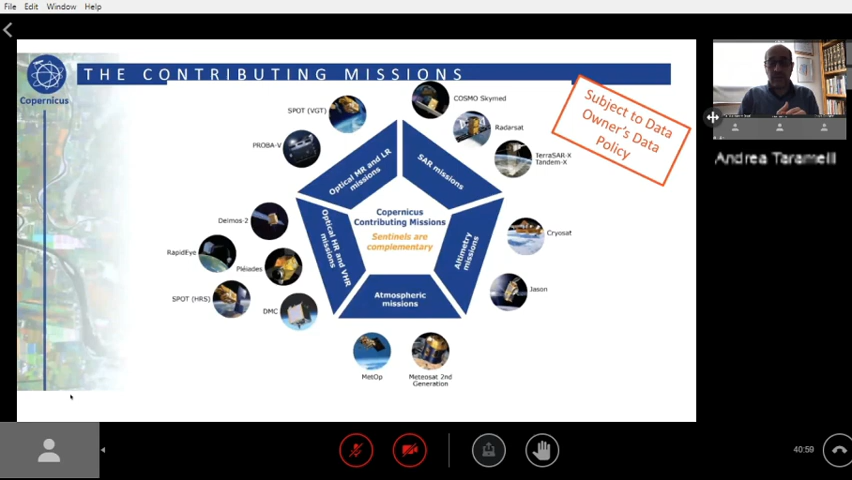 File Edit Window Help
THE CONTRIBUTING MISSIONS
Copernicus
SPOT (VGT)
COSMO Skymed
Radarsat
PROBA-V
TerraSAR-X
Tandem-X
Subject to Data
Owner's Data
Policy
Optical MR and LR
missions
SAR missions
Copernicus
Contributing Missions
Sentinels are
complementary
Optical HR and VHR
missions
Altimetry
missions
Atmospheric
missions
Deimos-2
RapidEye
Pléiades
SPOT (HRS)
DMC
Cryosat
Jason
MetOp
Meteosat 2nd
Generation
Andrea Taramell
40:59